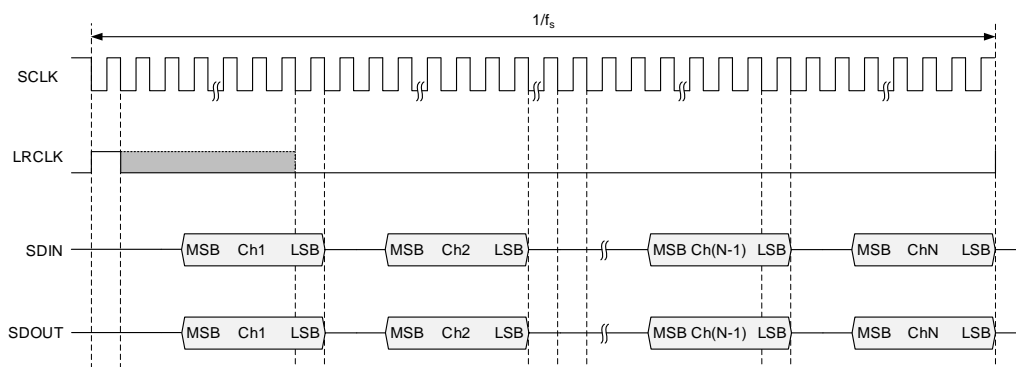 1/fs
SCLK
LRCLK
SDIN MSB Ch1 LSB MSB Ch2 LSB MSB Ch(N-1) LSB MSB ChN LSB
SDOUT MSB Ch1 LSB MSB Ch2 LSB MSB Ch(N-1) LSB MSB ChN LSB